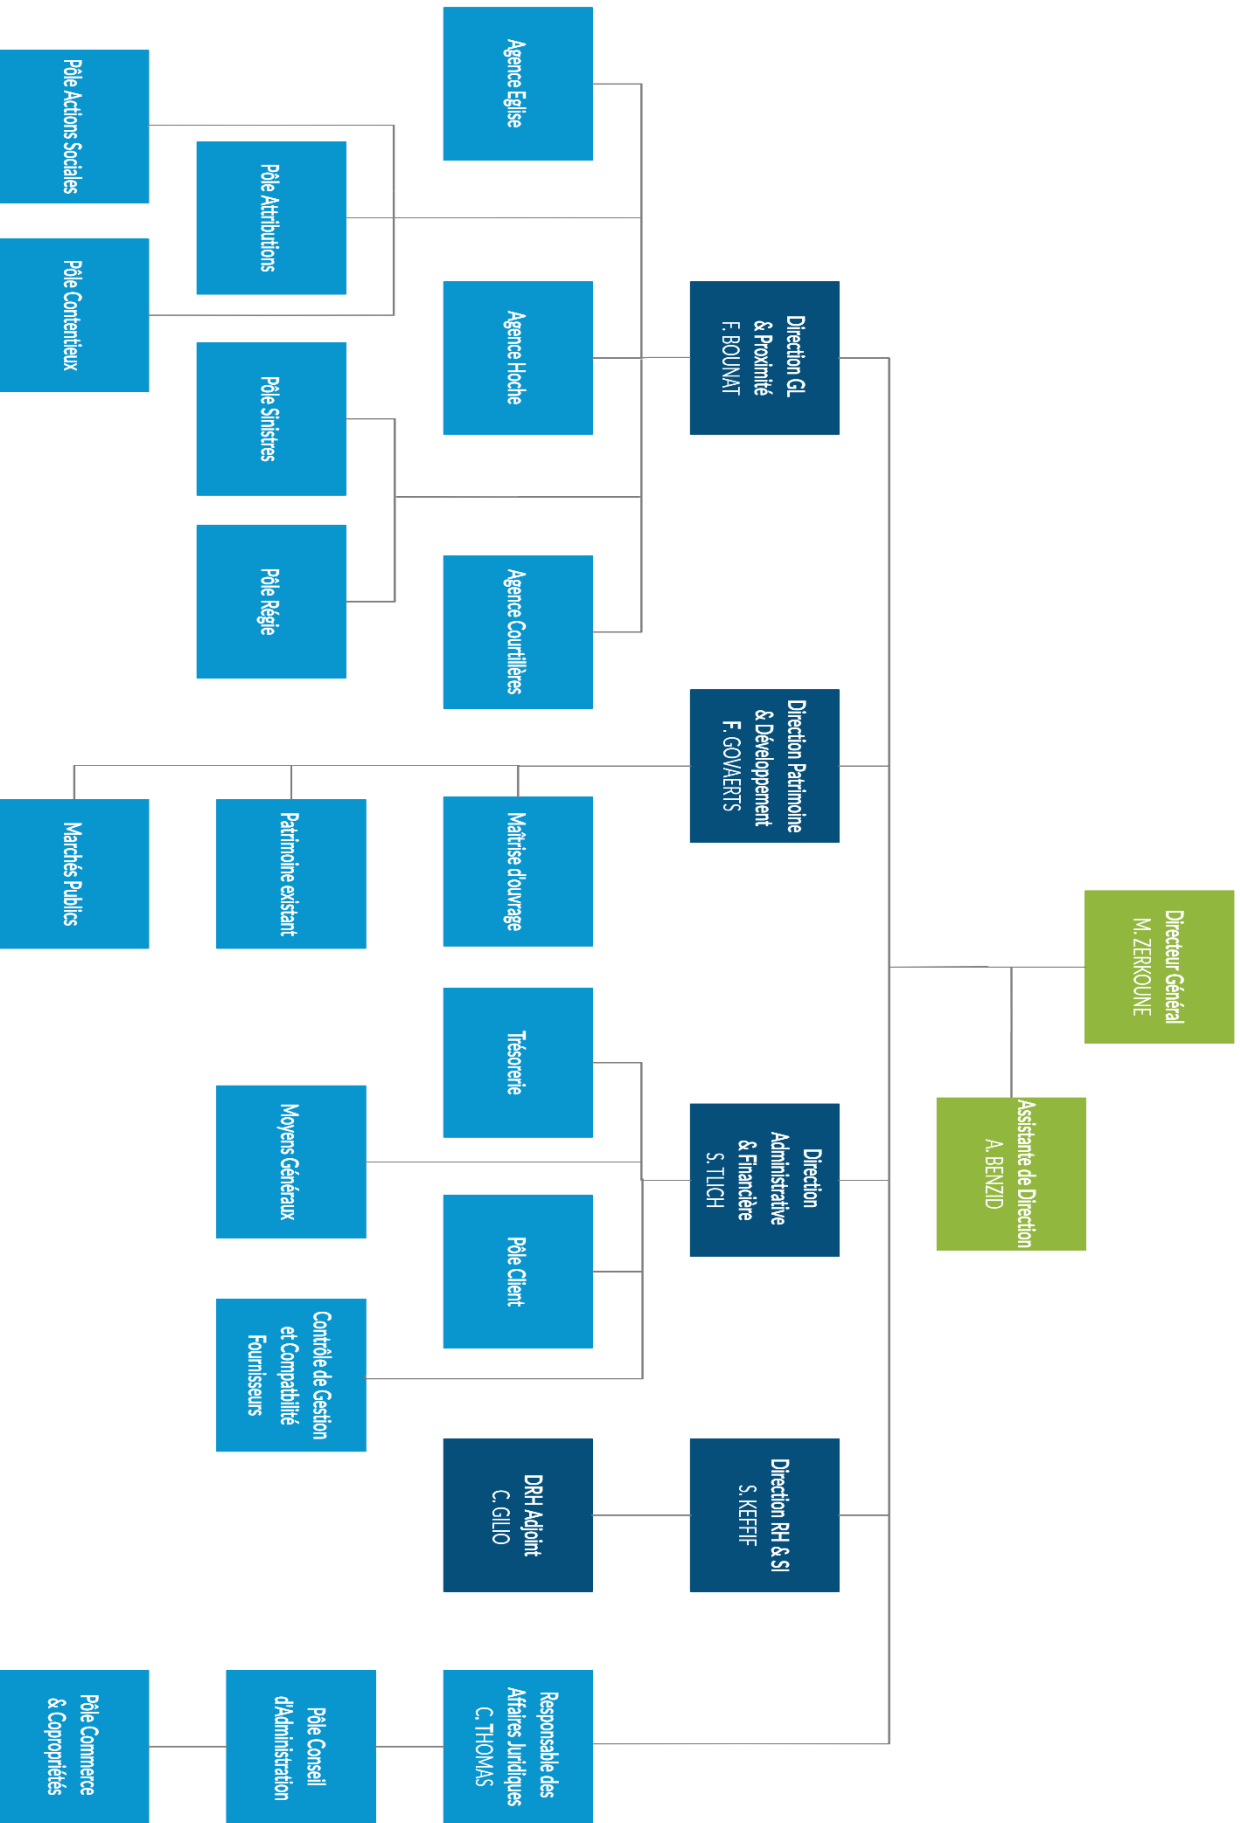 Directeur Général
M. ZERKOUNE
Assistante de Direction
A. BENZID
Direction GL
& Proximité
F. BOUNAT
Direction Patrimoine
& Développement
F. GOVAERTS
Direction
Administrative
& Financière
S. TLICH
Direction RH & SI
S. KEFFIF
Agence Eglise
Agence Hoche
Agence Courtillères
Maîtrise d'ouvrage
Trésorerie
Pôle Client
DRH Adjoint
C. GILIO
Responsable des
Affaires Juridiques
C. THOMAS
Pôle Attributions
Pôle Sinistres
Pôle Régie
Patrimoine existant
Moyens Généraux
Contrôle de Gestion
et Compatbilité
Fournisseurs
Pôle Conseil
d'Administration
Pôle Actions Sociales
Pôle Contentieux
Marchés Publics
Pôle Commerce
& Copropriétés